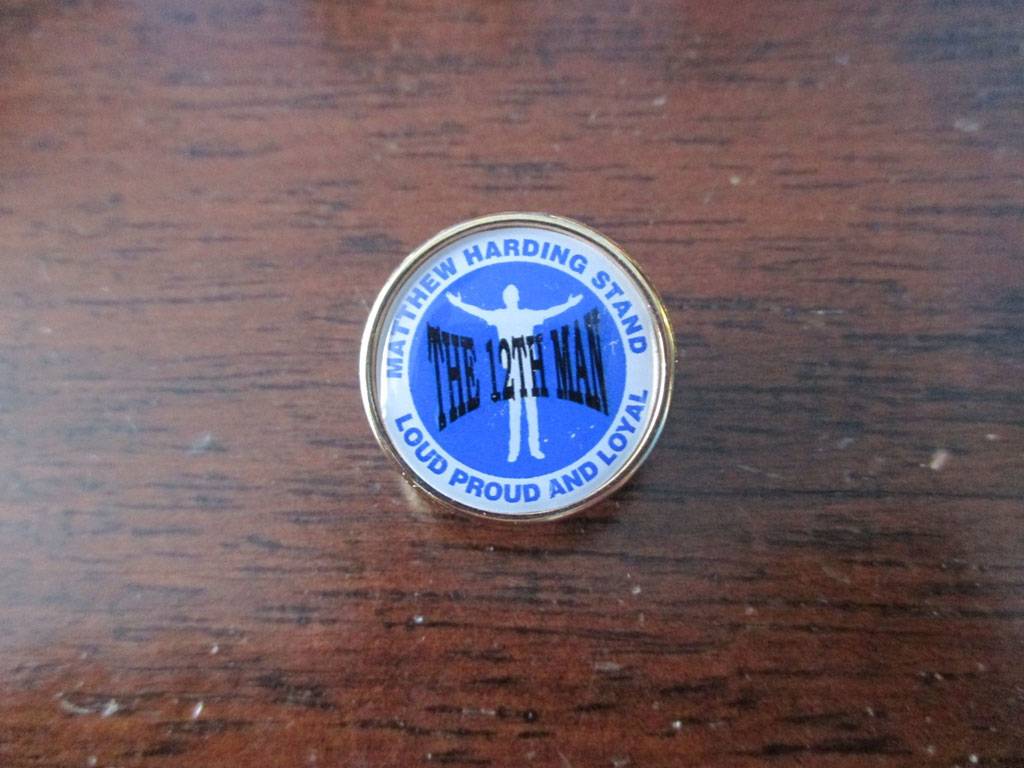 MATTHEW HARDING STAND
THE 12TH MAN
LOUD PROUD AND LOYAL